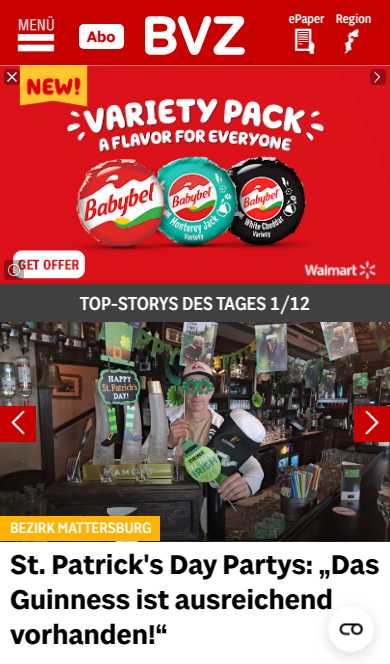 MENÜ
Abo
BVZ
ePaper
Region
NEW!
VARIETY PACK
A FLAVOR FOR EVERYONE
Babybel
Babybel
Monterey Jack
Variety
Babybel
White Cheddar
Variety
GET OFFER
Walmart
TOP-STORYS DES TAGES 1/12
HAPPY
St. Patrick's
DAY!
IRISH
BEZIRK MATTERSBURG
St. Patrick's Day Partys: „Das
Guinness ist ausreichend
vorhanden!“